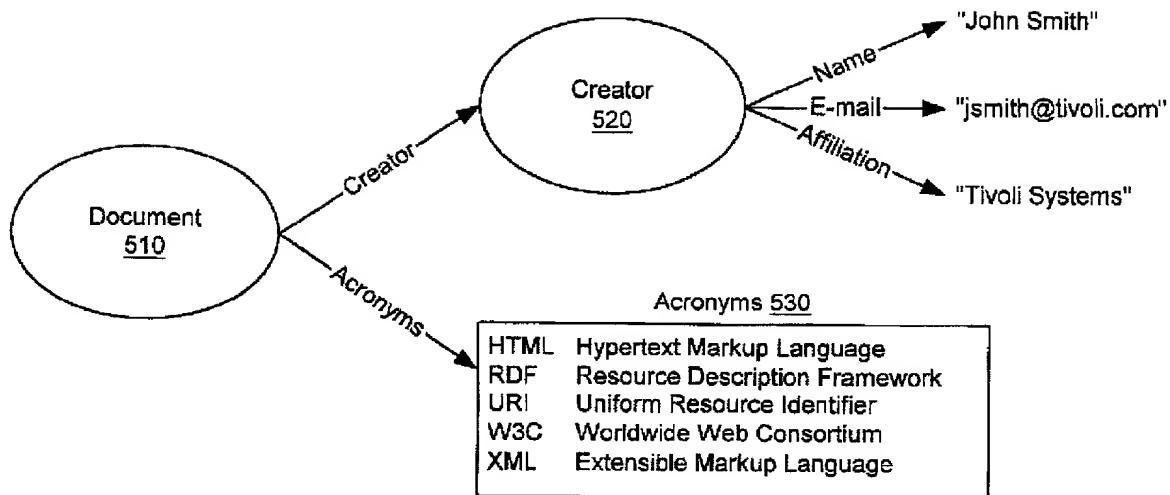 "John Smith"
Name
Creator
520
E-mail
"jsmith@tivoli.com"
Affiliation
"Tivoli Systems"
Creator
Document
510
Acronyms
Acronyms 530
HTML Hypertext Markup Language
RDF Resource Description Framework
URI Uniform Resource Identifier
W3C Worldwide Web Consortium
XML Extensible Markup Language